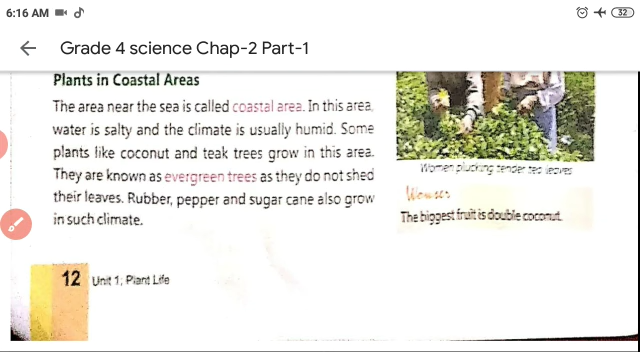 6:16 AM
32
Grade 4 science Chap-2 Part-1
Plants in Coastal Areas
The area near the sea is called coastal area. In this area,
water is salty and the climate is usually humid. Some
plants like coconut and teak trees grow in this area.
They are known as evergreen trees as they do not shed
their leaves. Rubber, pepper and sugar cane also grow
in such climate.
Women plucking tender tea leaves
The biggest fruit is double coconut.
12 Unit 1; Plant Life